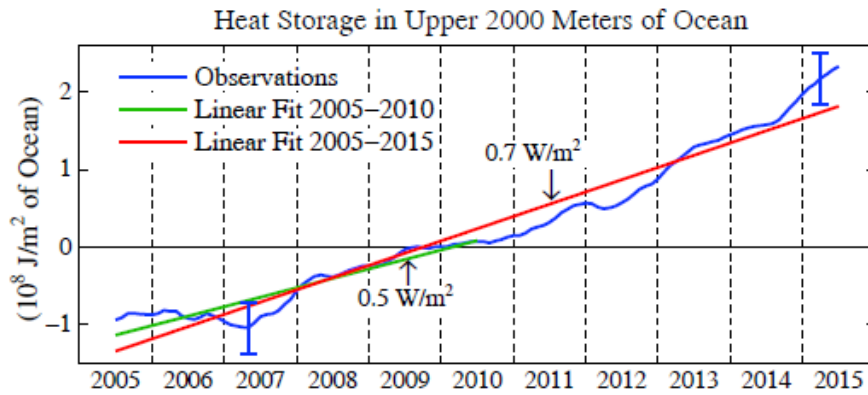 Heat Storage in Upper 2000 Meters of Ocean
(10⁸ J/m² of Ocean)
2
1
0
−1
Observations
Linear Fit 2005–2010
Linear Fit 2005–2015
0.7 W/m²
0.5 W/m²
2005 2006 2007 2008 2009 2010 2011 2012 2013 2014 2015